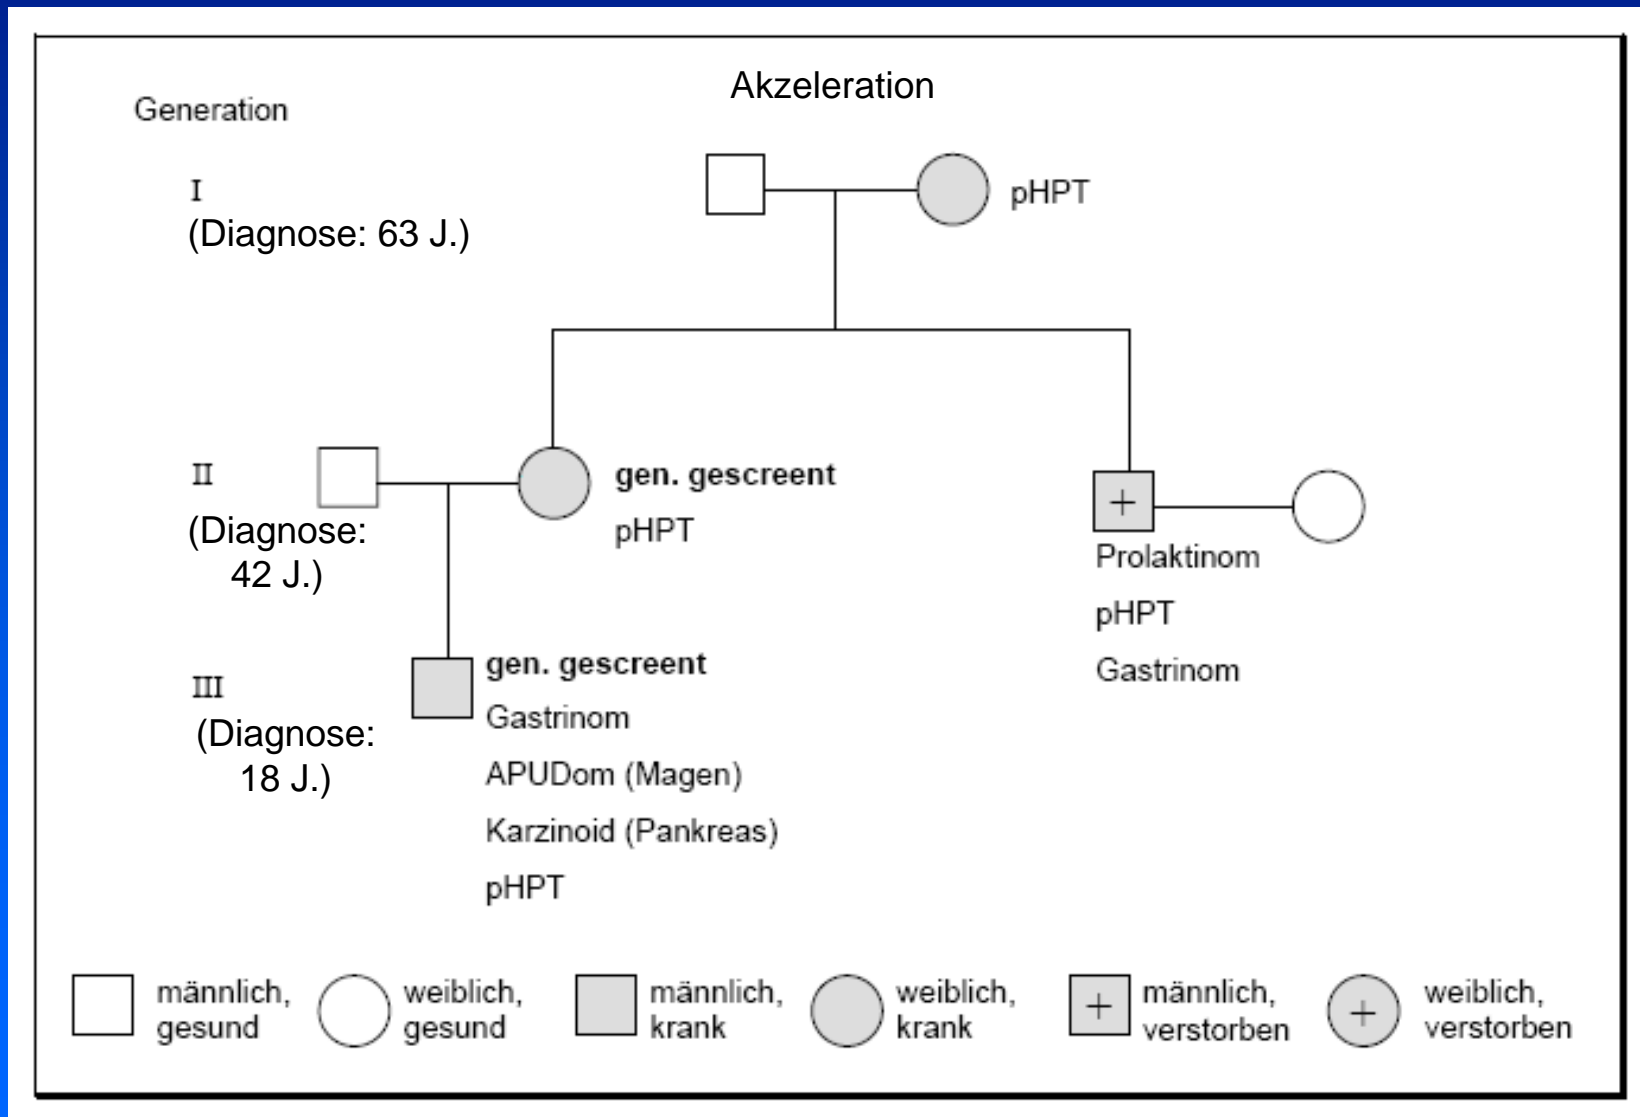 Akzeleration
Generation
I
(Diagnose: 63 J.)
pHPT
II
(Diagnose:
42 J.)
gen. gescreent
pHPT
+
Prolaktinom
pHPT
Gastrinom
III
(Diagnose:
18 J.)
gen. gescreent
Gastrinom
APUDom (Magen)
Karzinoid (Pankreas)
pHPT
männlich,
gesund
weiblich,
gesund
männlich,
krank
weiblich,
krank
+
männlich,
verstorben
+
weiblich,
verstorben